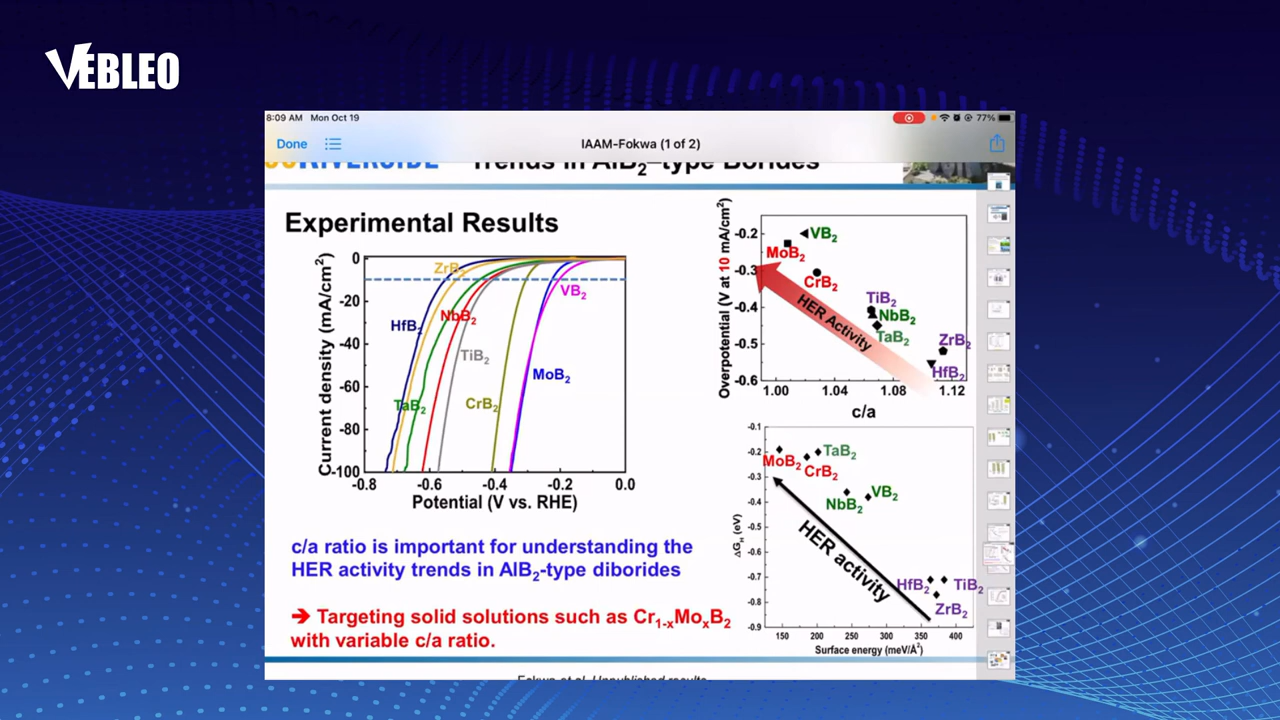 VEBLEO
8:09 AM Mon Oct 19
77%
Done
IAAM-Fokwa (1 of 2)
Trends in AlB2–type Borides
Experimental Results
Current density (mA/cm²)
0
-20
-40
-60
-80
-100
-0.8 -0.6 -0.4 -0.2 0.0
Potential (V vs. RHE)
ZrB2
HfB2
NbB2
TaB2
TiB2
CrB2
MoB2
VB2
Overpotential (V at 10 mA/cm²)
-0.2
-0.3
-0.4
-0.5
-0.6
1.00 1.04 1.08 1.12
c/a
VB2
MoB2
CrB2
TiB2
NbB2
TaB2
ZrB2
HfB2
HER Activity
ΔGH (eV)
-0.1
-0.2
-0.3
-0.4
-0.5
-0.6
-0.7
-0.8
-0.9
150 200 250 300 350 400
Surface energy (meV/Å²)
MoB2
CrB2
TaB2
NbB2
VB2
HfB2
TiB2
ZrB2
HER activity
c/a ratio is important for understanding the
HER activity trends in AlB2-type diborides
➔ Targeting solid solutions such as Cr1-xMoxB2
with variable c/a ratio.
Fokwa et al. Unpublished results